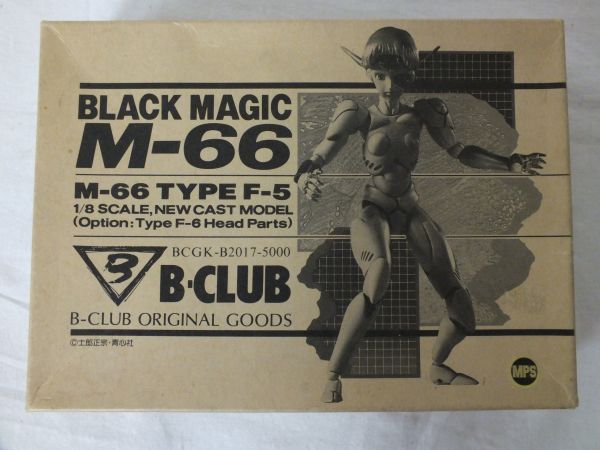 BLACK MAGIC
M-66
M-66 TYPE F-5
1/8 SCALE, NEW CAST MODEL
(Option: Type F-6 Head Parts)
BCGK-B2017-5000
B B-CLUB
B-CLUB ORIGINAL GOODS
©士郎正宗・青心社
MPS